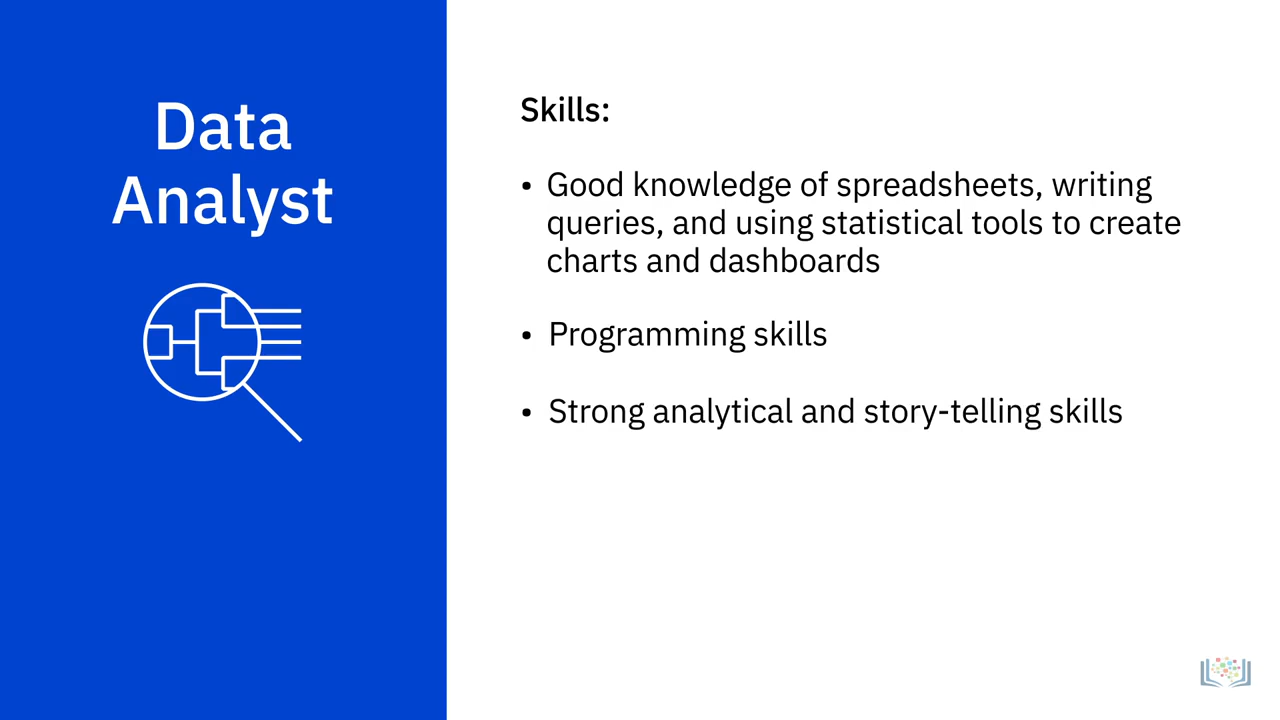 Data
Analyst
Skills:
• Good knowledge of spreadsheets, writing
queries, and using statistical tools to create
charts and dashboards
• Programming skills
• Strong analytical and story-telling skills